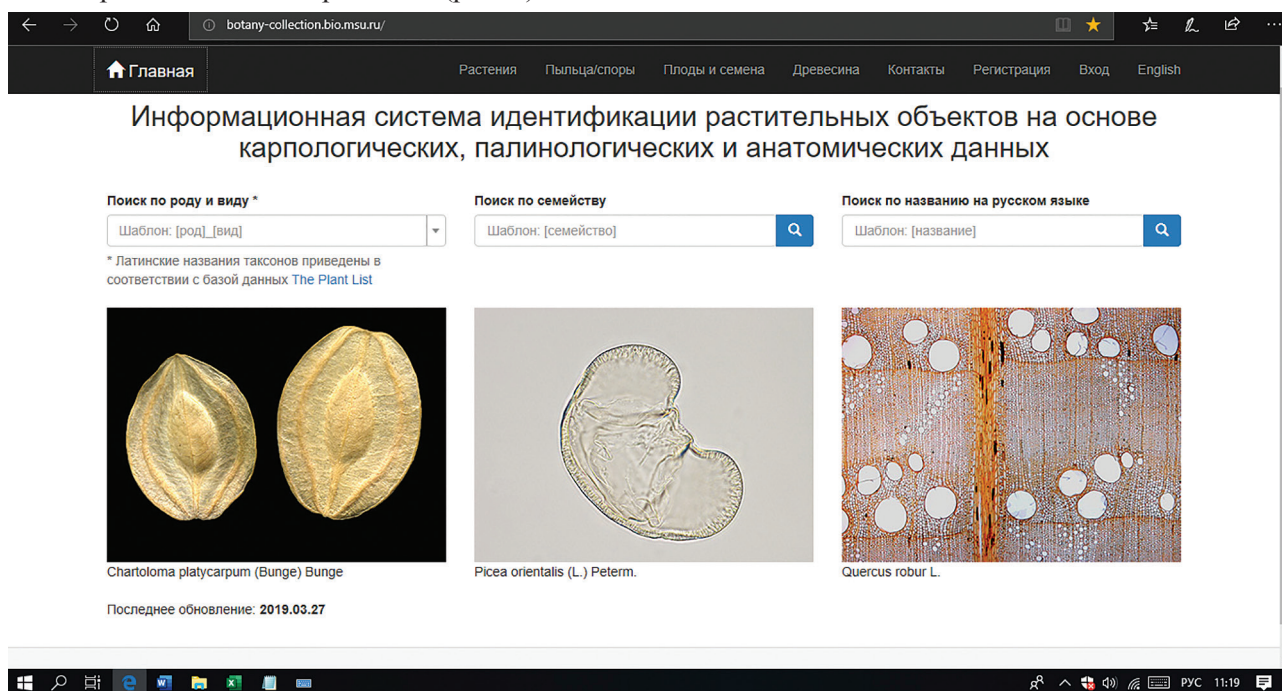 botany-collection.bio.msu.ru/
Главная
Растения Пыльца/споры Плоды и семена Древесина Контакты Регистрация Вход English
Информационная система идентификации растительных объектов на основе
карпологических, палинологических и анатомических данных
Поиск по роду и виду *
Шаблон: [род]_[вид]
* Латинские названия таксонов приведены в
соответствии с базой данных The Plant List
Поиск по семейству
Шаблон: [семейство]
Поиск по названию на русском языке
Шаблон: [название]
Chartoloma platycarpum (Bunge) Bunge
Picea orientalis (L.) Peterm.
Quercus robur L.
Последнее обновление: 2019.03.27
РУС 11:19